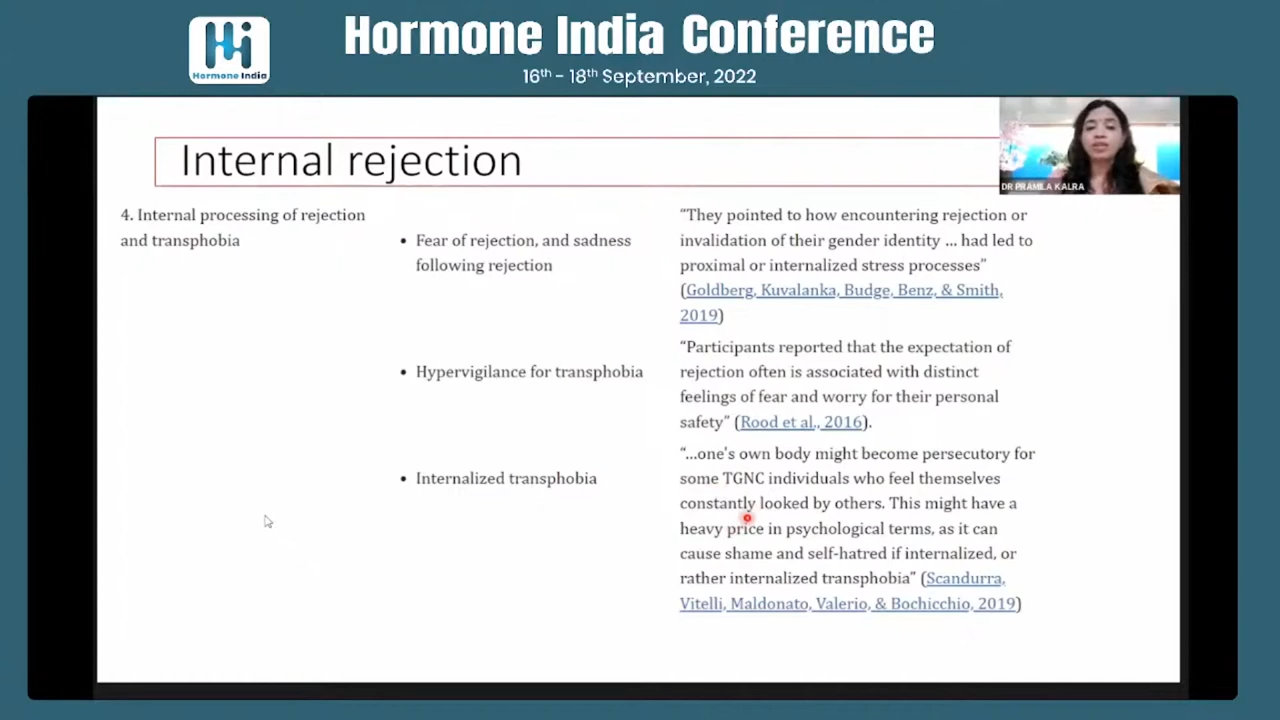 Hormone India Conference
16th - 18th September, 2022
Hi
Hormone India
DR PRAMILA KALRA
Internal rejection
4. Internal processing of rejection
and transphobia
• Fear of rejection, and sadness
following rejection
“They pointed to how encountering rejection or
invalidation of their gender identity ... had led to
proximal or internalized stress processes”
(Goldberg, Kuvalanka, Budge, Benz, & Smith,
2019)
• Hypervigilance for transphobia
“Participants reported that the expectation of
rejection often is associated with distinct
feelings of fear and worry for their personal
safety” (Rood et al., 2016).
• Internalized transphobia
“...one's own body might become persecutory for
some TGNC individuals who feel themselves
constantly looked by others. This might have a
heavy price in psychological terms, as it can
cause shame and self-hatred if internalized, or
rather internalized transphobia” (Scandurra,
Vitelli, Maldonato, Valerio, & Bochicchio, 2019)